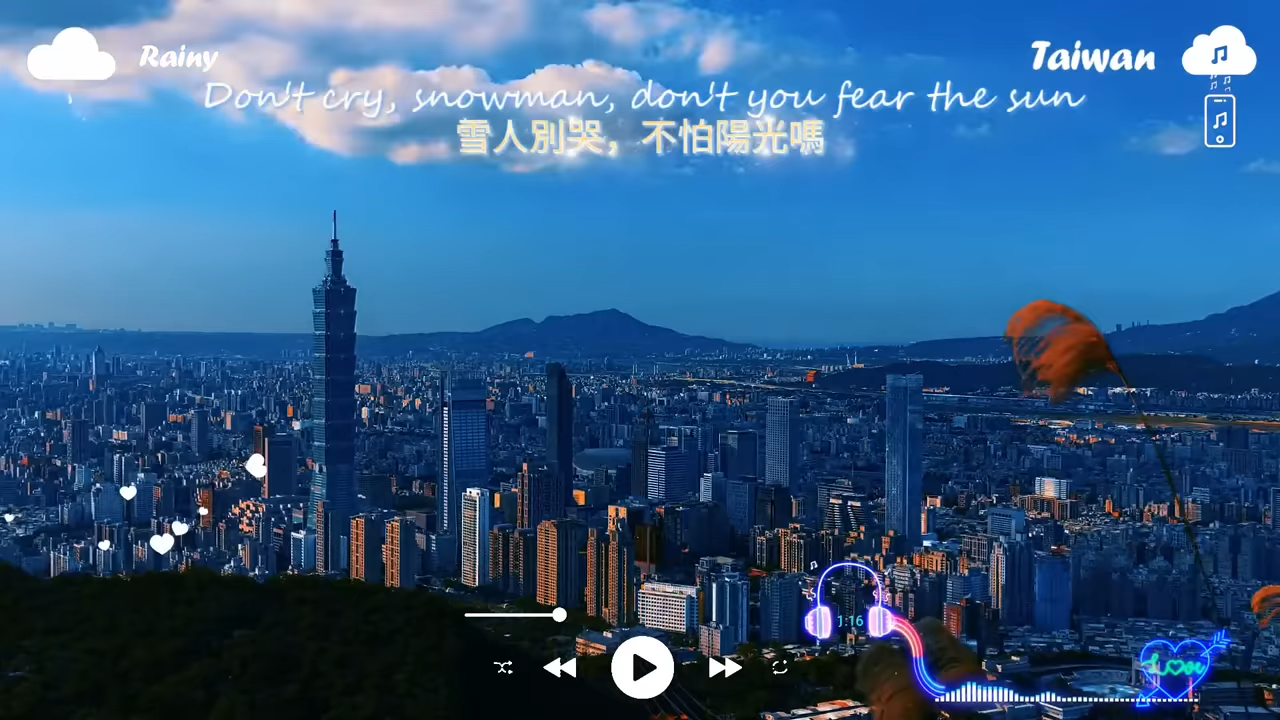 Rainy
Taiwan
Don't cry, snowman, don't you fear the sun
雪人別哭，不怕陽光嗎
1:16
Love